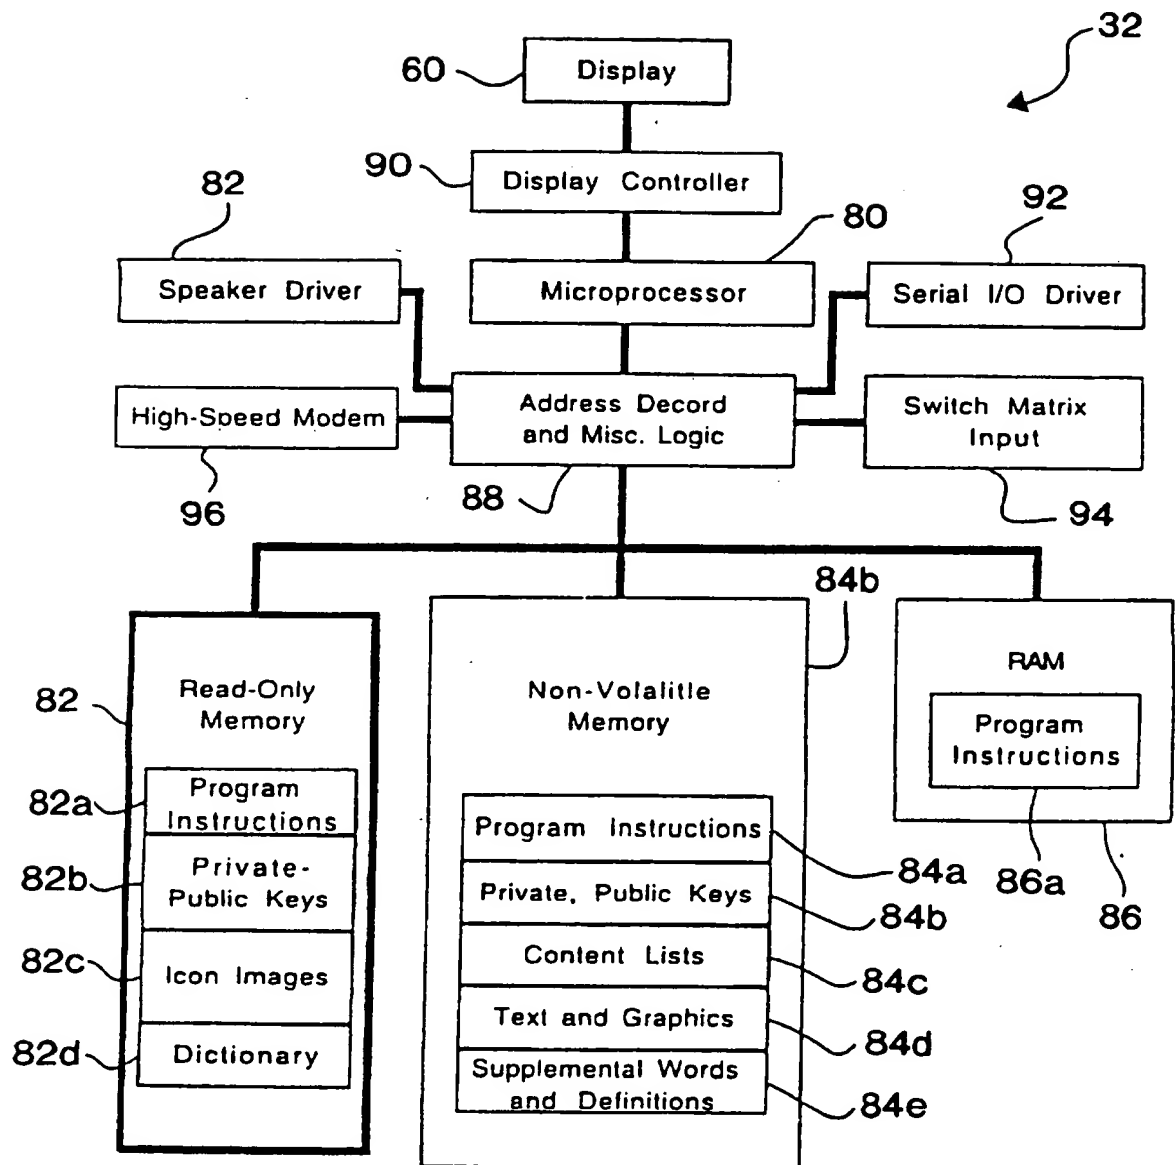 32
60
Display
90
Display Controller
82
80
92
Speaker Driver
Microprocessor
Serial I/O Driver
High-Speed Modem
Address Decord
and Misc. Logic
Switch Matrix
Input
96
88
94
84b
82
Read-Only
Memory
Non-Volalitle
Memory
RAM
Program
Instructions
82a
Program
Instructions
82b
Private-
Public Keys
82c
Icon Images
82d
Dictionary
Program Instructions
84a
Private, Public Keys
84b
Content Lists
84c
Text and Graphics
84d
Supplemental Words
and Definitions
84e
86a
86